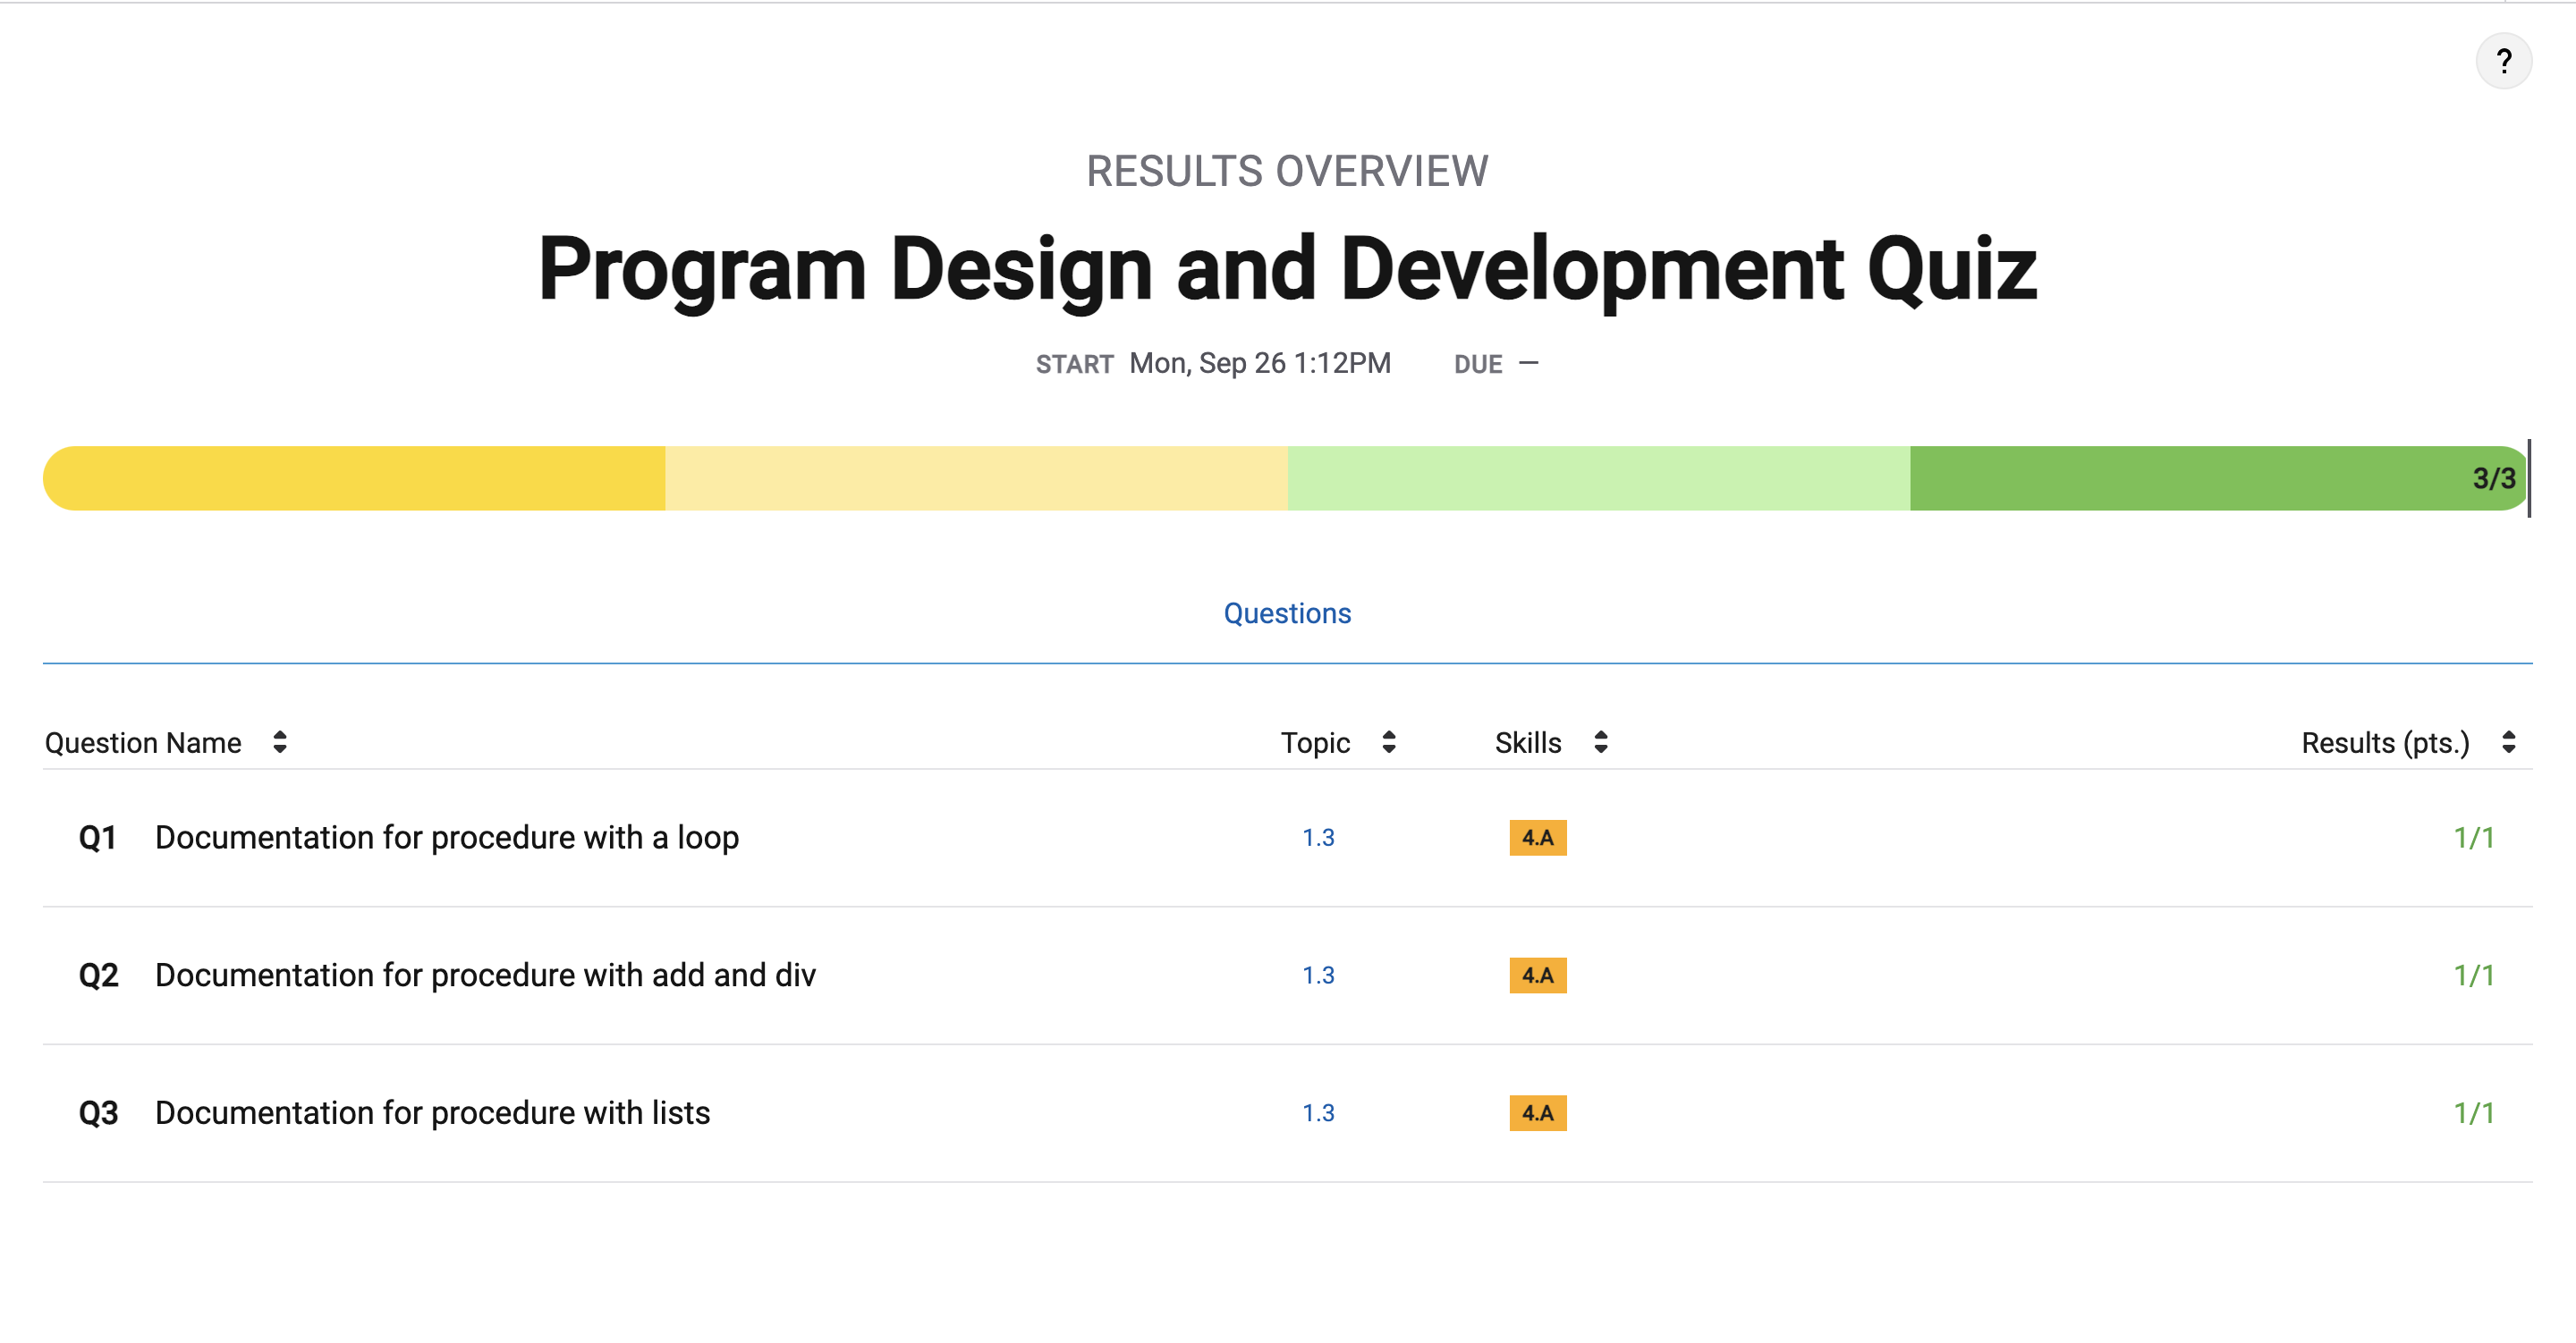 ?
RESULTS OVERVIEW
Program Design and Development Quiz
START Mon, Sep 26 1:12PM DUE —
3/3
Questions
Question Name Topic Skills Results (pts.)
Q1 Documentation for procedure with a loop 1.3 4.A 1/1
Q2 Documentation for procedure with add and div 1.3 4.A 1/1
Q3 Documentation for procedure with lists 1.3 4.A 1/1